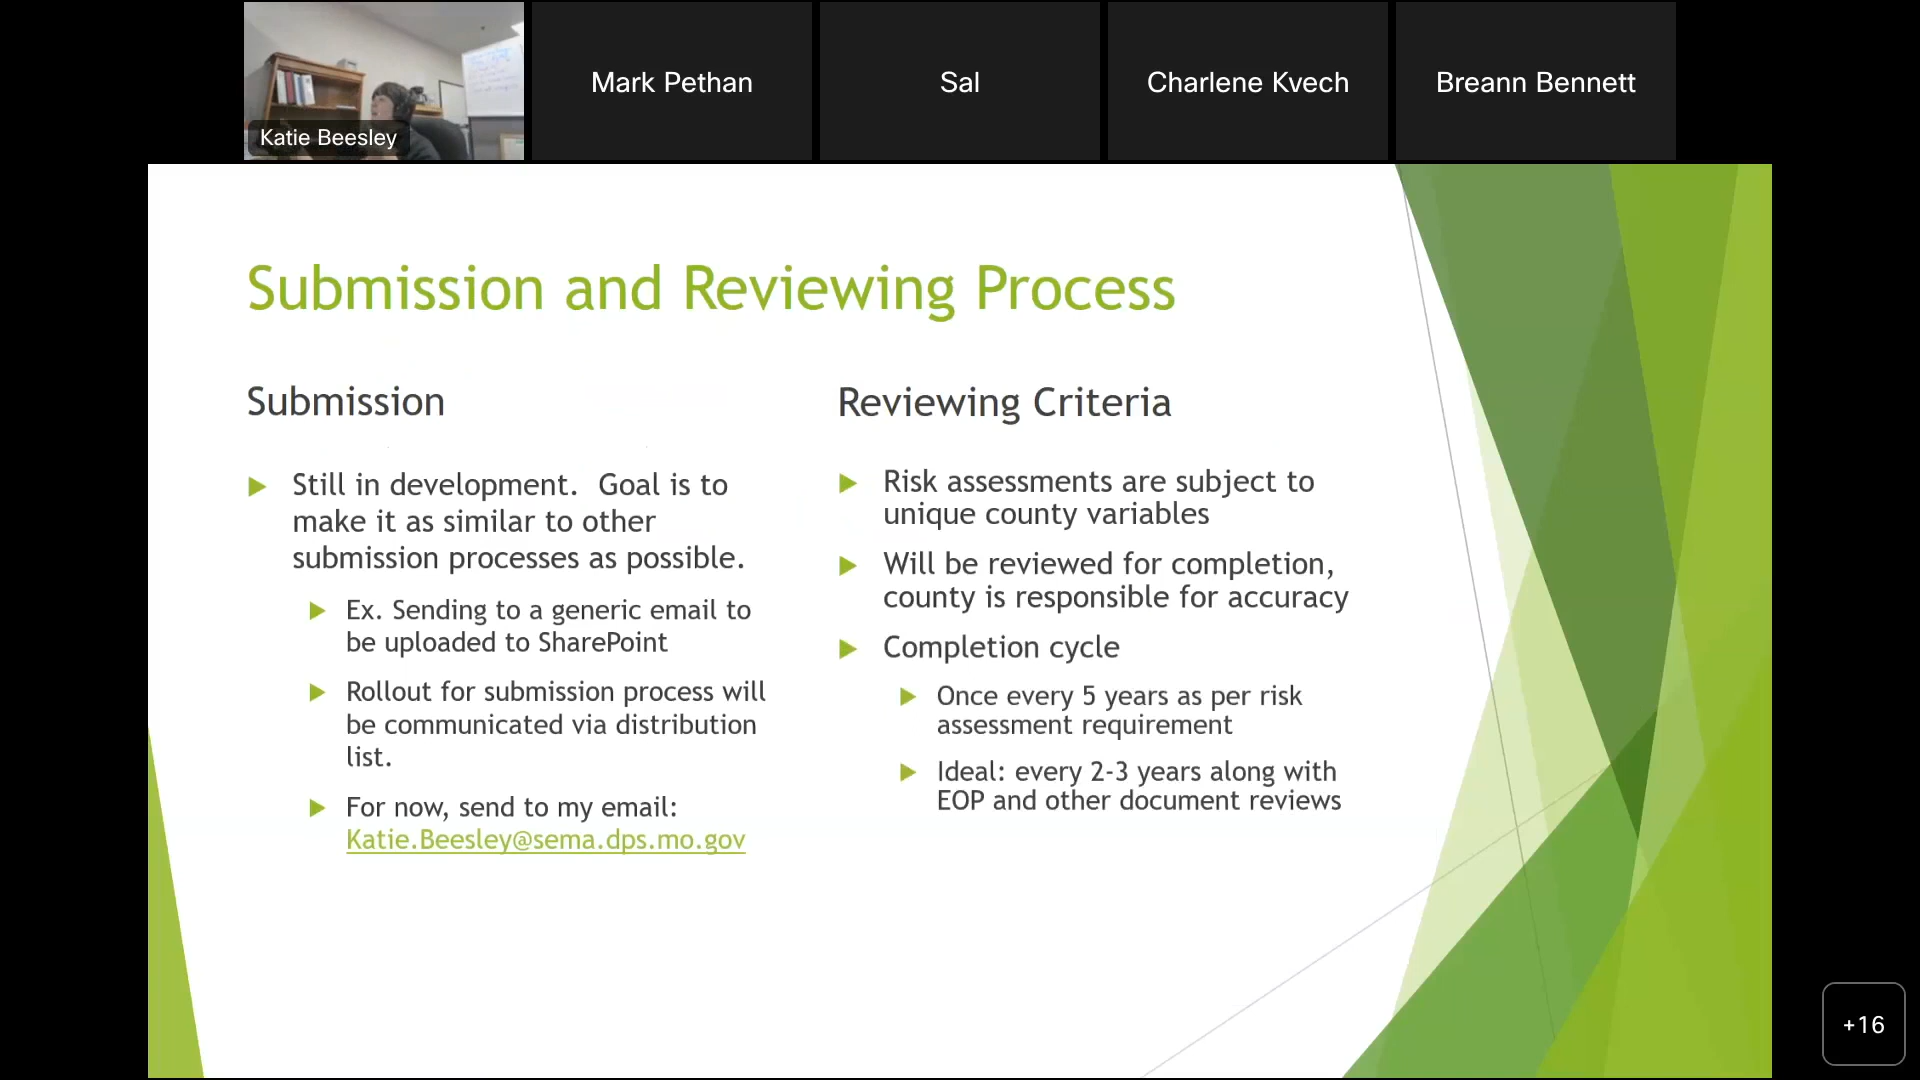 Katie Beesley
Mark Pethan
Sal
Charlene Kvech
Breann Bennett
Submission and Reviewing Process
Submission
Still in development.  Goal is to
make it as similar to other
submission processes as possible.
Ex. Sending to a generic email to
be uploaded to SharePoint
Rollout for submission process will
be communicated via distribution
list.
For now, send to my email:
Katie.Beesley@sema.dps.mo.gov
Reviewing Criteria
Risk assessments are subject to
unique county variables
Will be reviewed for completion,
county is responsible for accuracy
Completion cycle
Once every 5 years as per risk
assessment requirement
Ideal: every 2-3 years along with
EOP and other document reviews
+16